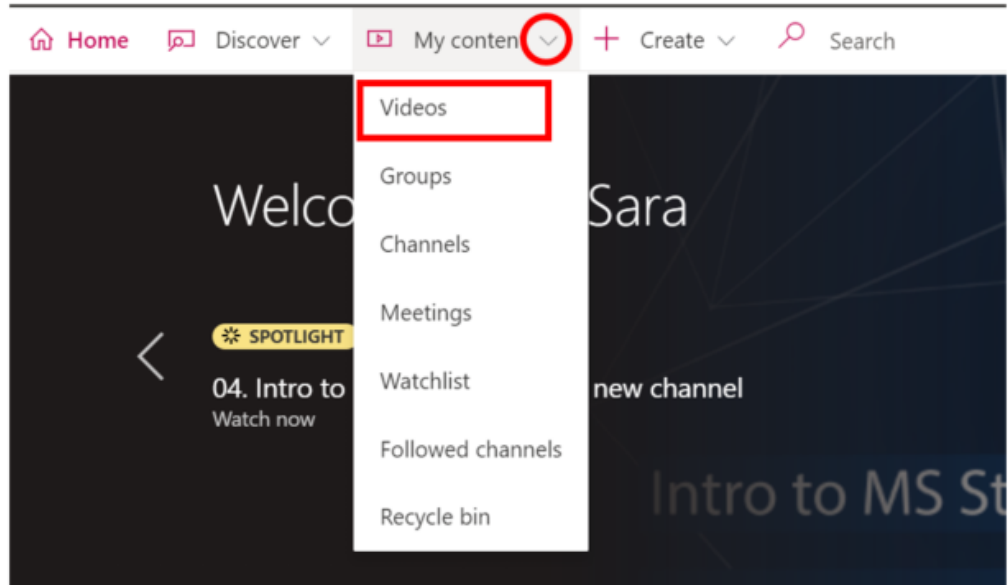 Home Discover My conten Create Search
Videos
Groups
Welco Sara
Channels
Meetings
SPOTLIGHT
Watchlist
04. Intro to new channel
Watch now
Followed channels
Intro to MS St
Recycle bin